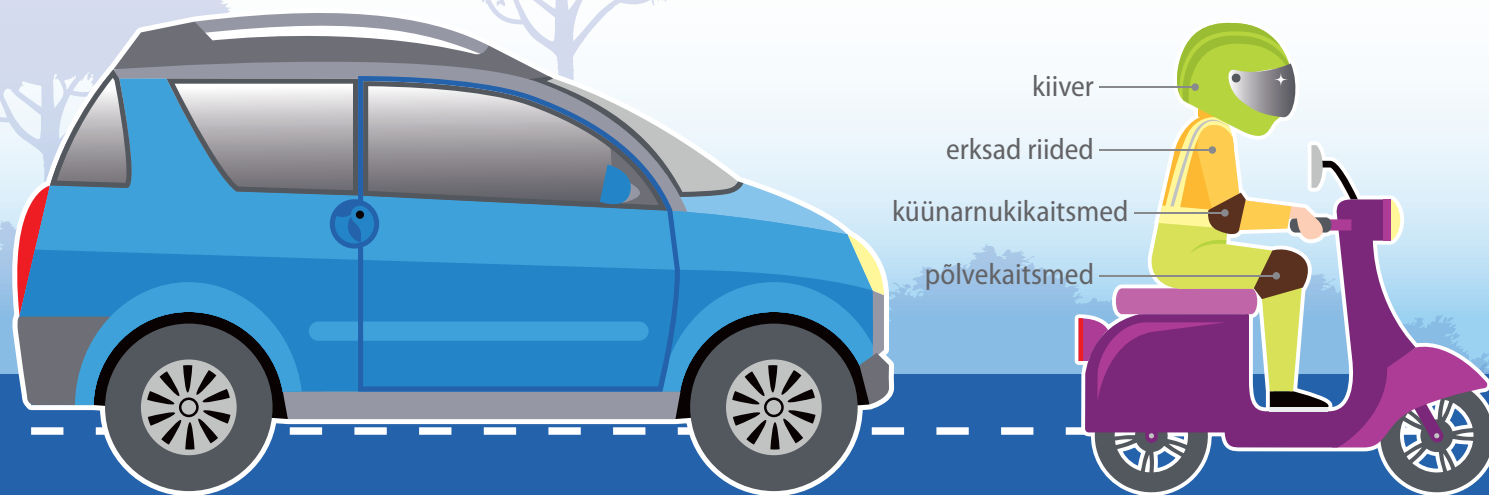 kiiver
erksad riided
küünarnukikaitsmed
põlvekaitsmed